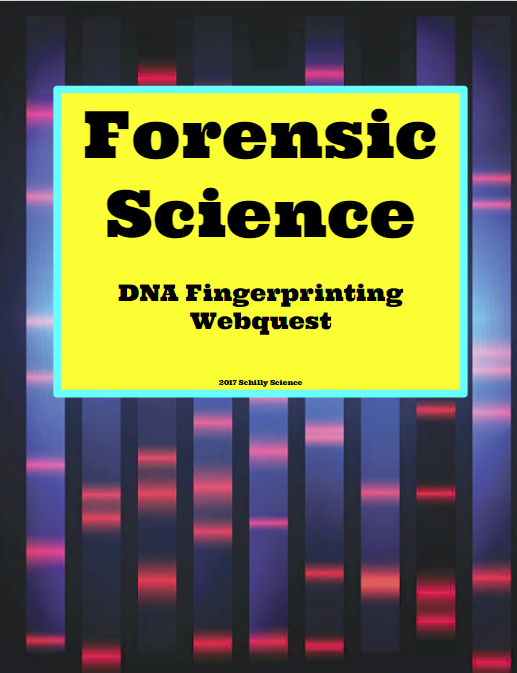 Forensic
Science
DNA Fingerprinting
Webquest
2017 Schilly Science